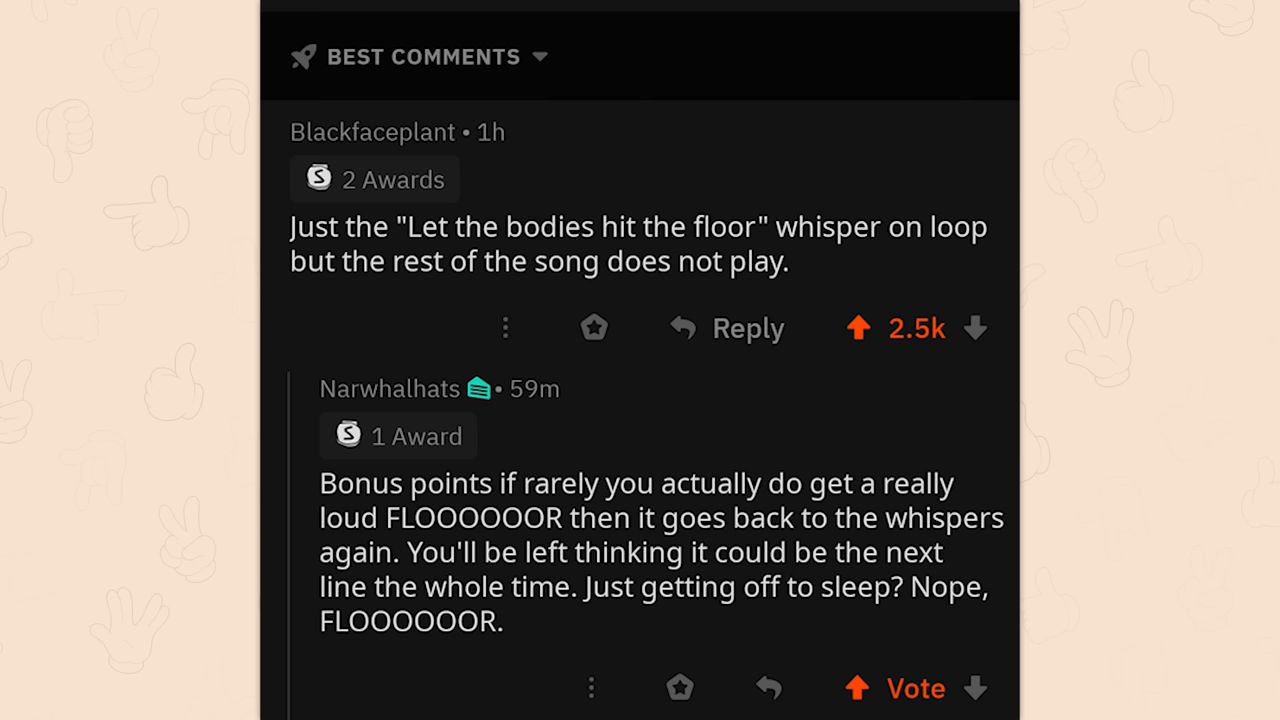 BEST COMMENTS
Blackfaceplant • 1h
S 2 Awards
Just the "Let the bodies hit the floor" whisper on loop
but the rest of the song does not play.
Reply 2.5k
Narwhalhats • 59m
S 1 Award
Bonus points if rarely you actually do get a really
loud FLOOOOOOR then it goes back to the whispers
again. You'll be left thinking it could be the next
line the whole time. Just getting off to sleep? Nope,
FLOOOOOOR.
Vote